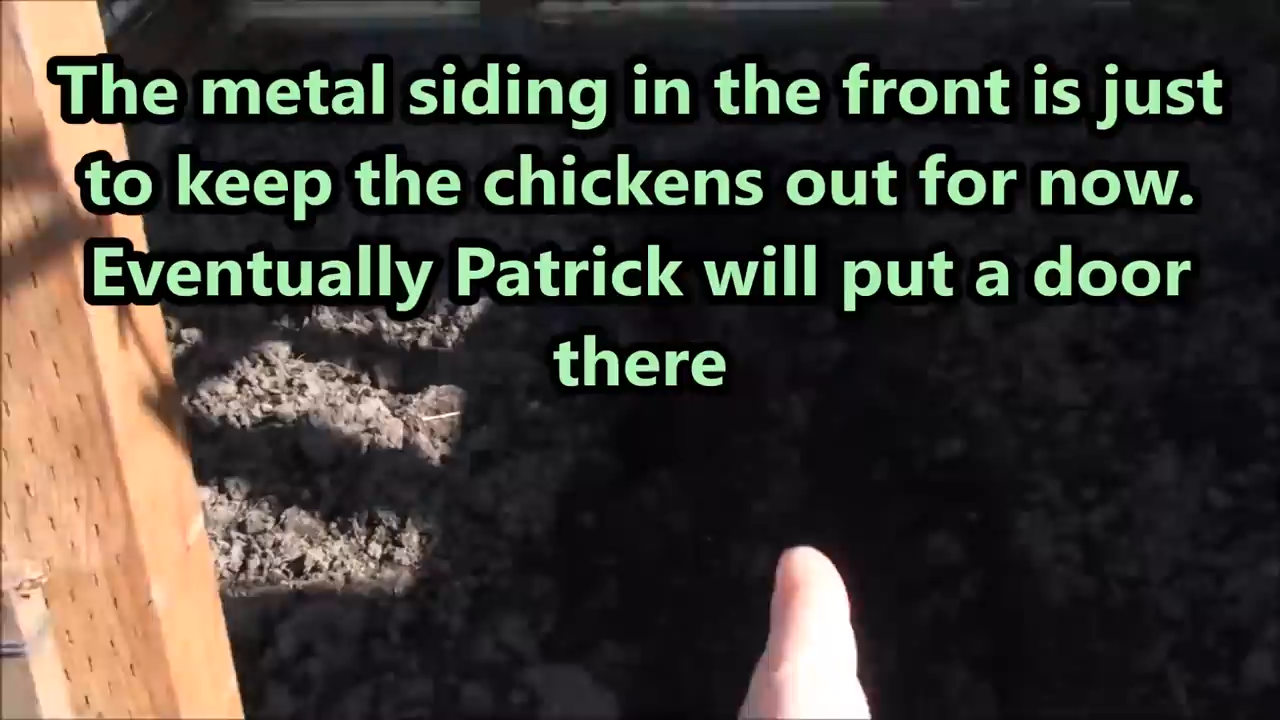 The metal siding in the front is just
to keep the chickens out for now.
Eventually Patrick will put a door
there